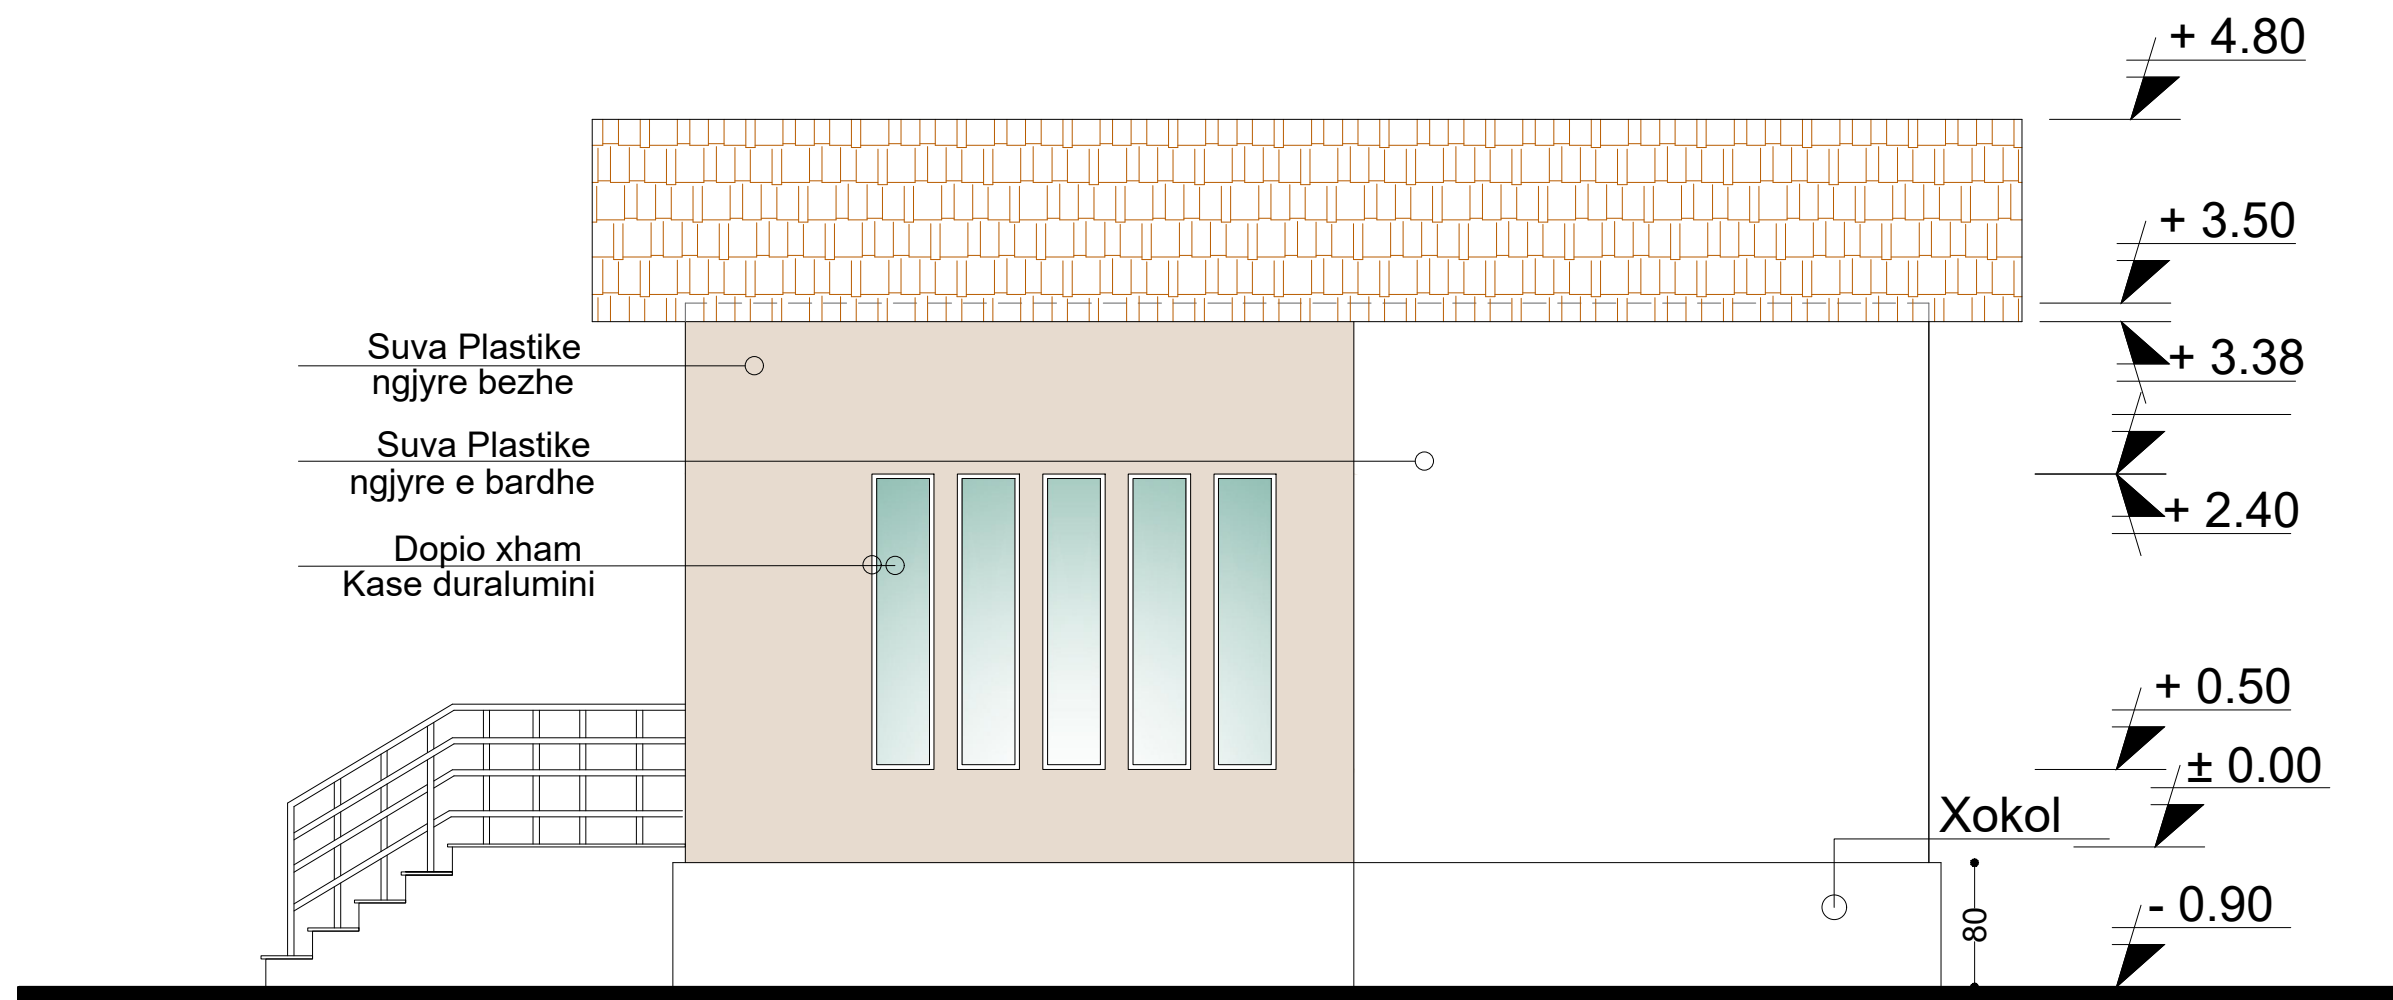 + 4.80
+ 3.50
Suva Plastike
ngjyre bezhe
+ 3.38
Suva Plastike
ngjyre e bardhe
+ 2.40
Dopio xham
Kase duralumini
+ 0.50
± 0.00
Xokol
- 0.90
80